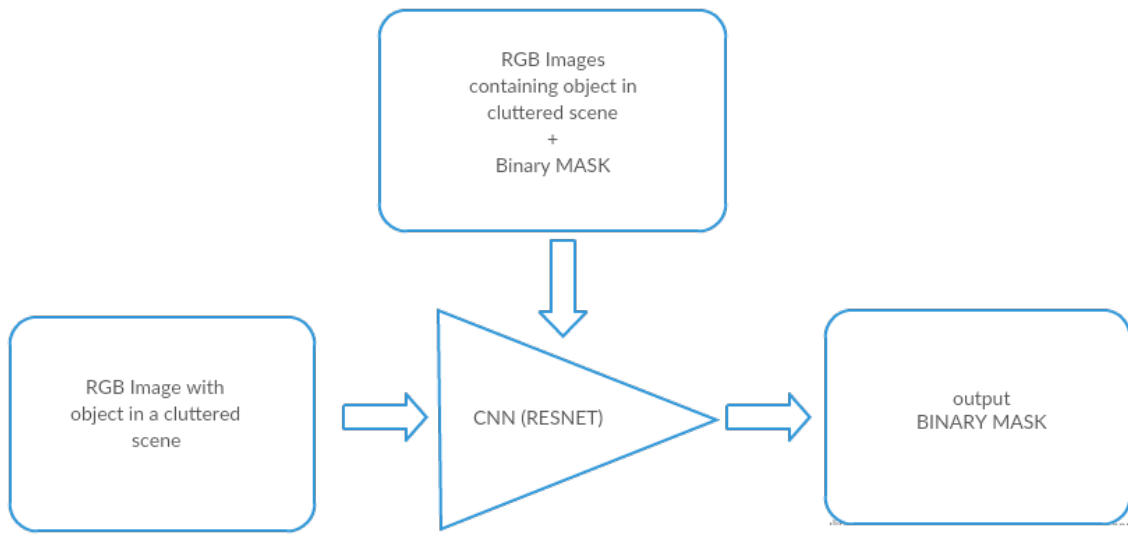 RGB Images
containing object in
cluttered scene
+
Binary MASK
RGB Image with
object in a cluttered
scene
CNN (RESNET)
output
BINARY MASK